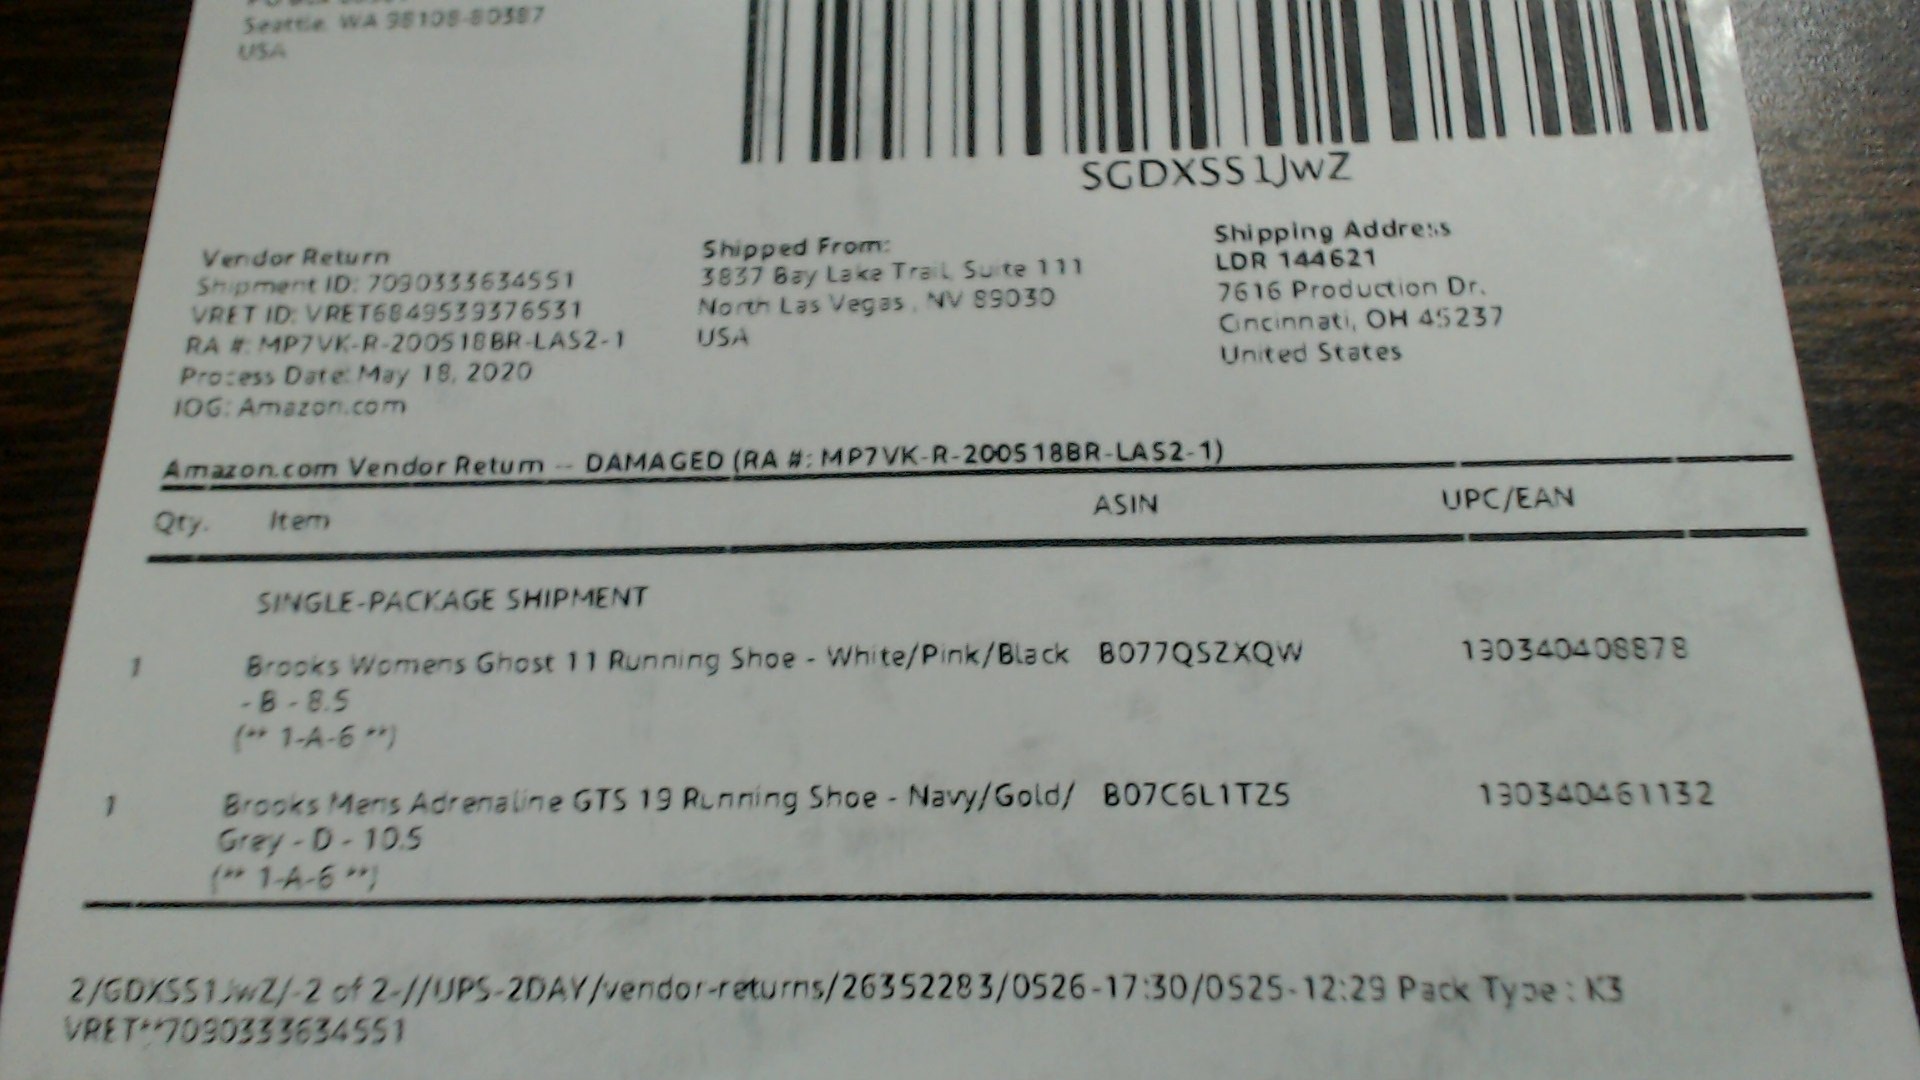 Seattle, WA 98108-80387
USA
SGDXSS1JwZ
Vendor Return
Shipment ID: 7090333634551
VRET ID: VRET6849539376531
RA #: MP7VK-R-200518BR-LAS2-1
Process Date: May 18, 2020
IOG: Amazon.com
Shipped From:
3837 Bay Lake Trail, Suite 111
North Las Vegas , NV 89030
USA
Shipping Address
LDR 144621
7616 Production Dr.
Cincinnati, OH 45237
United States
Amazon.com Vendor Return -- DAMAGED (RA #: MP7VK-R-200518BR-LAS2-1)
Qty. Item ASIN UPC/EAN
SINGLE-PACKAGE SHIPMENT
1 Brooks Womens Ghost 11 Running Shoe - White/Pink/Black B077QSZXQW 190340408878
- B - 8.5
(** 1-A-6 **)
1 Brooks Mens Adrenaline GTS 19 Running Shoe - Navy/Gold/ B07C6L1TZS 190340461132
Grey - D - 10.5
(** 1-A-6 **)
2/GDXSS1JwZ/-2 of 2-//UPS-2DAY/vendor-returns/26352283/0526-17:30/0525-12:29 Pack Type : K3
VRET**7090333634551